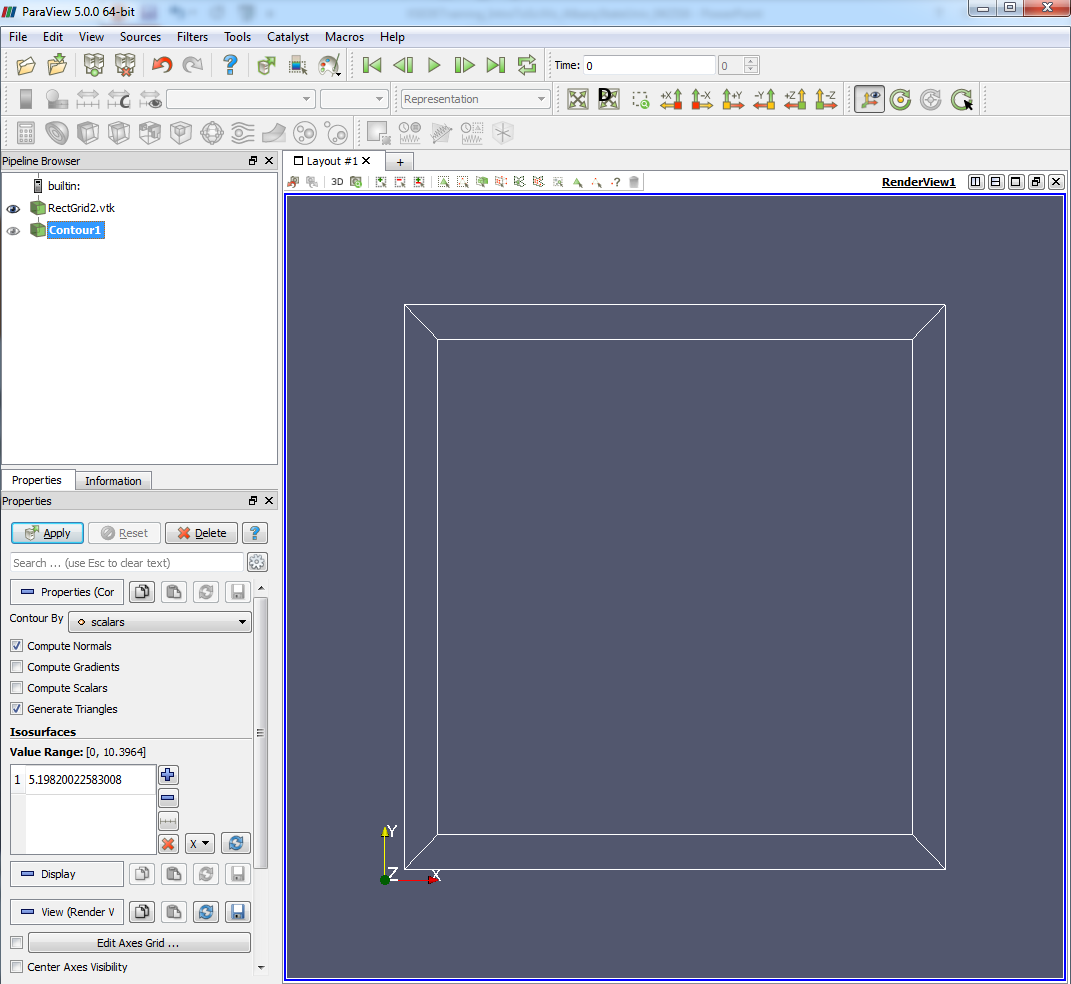 ParaView 5.0.0 64-bit
File Edit View Sources Filters Tools Catalyst Macros Help
Time: 0 0
Representation
D +X -X +Y -Y +Z -Z
Pipeline Browser
Layout #1 +
3D ? RenderView1
builtin:
RectGrid2.vtk
Contour1
Properties Information
Properties
Apply Reset Delete ?
Search ... (use Esc to clear text)
Properties (Cor
Contour By scalars
Compute Normals
Compute Gradients
Compute Scalars
Generate Triangles
Isosurfaces
Value Range: [0, 10.3964]
1 5.19820022583008
X
Display
View (Render V
Edit Axes Grid ...
Center Axes Visibility
Y
Z X